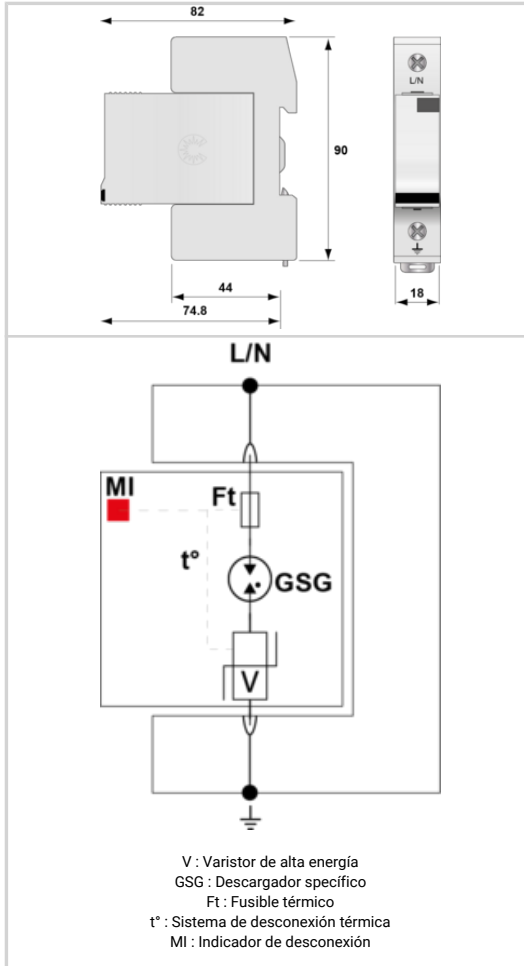 82
L/N
90
44
18
74.8
L/N
MI
Ft
t°
GSG
V
V : Varistor de alta energía
GSG : Descargador specífico
Ft : Fusible térmico
t° : Sistema de desconexión térmica
MI : Indicador de desconexión